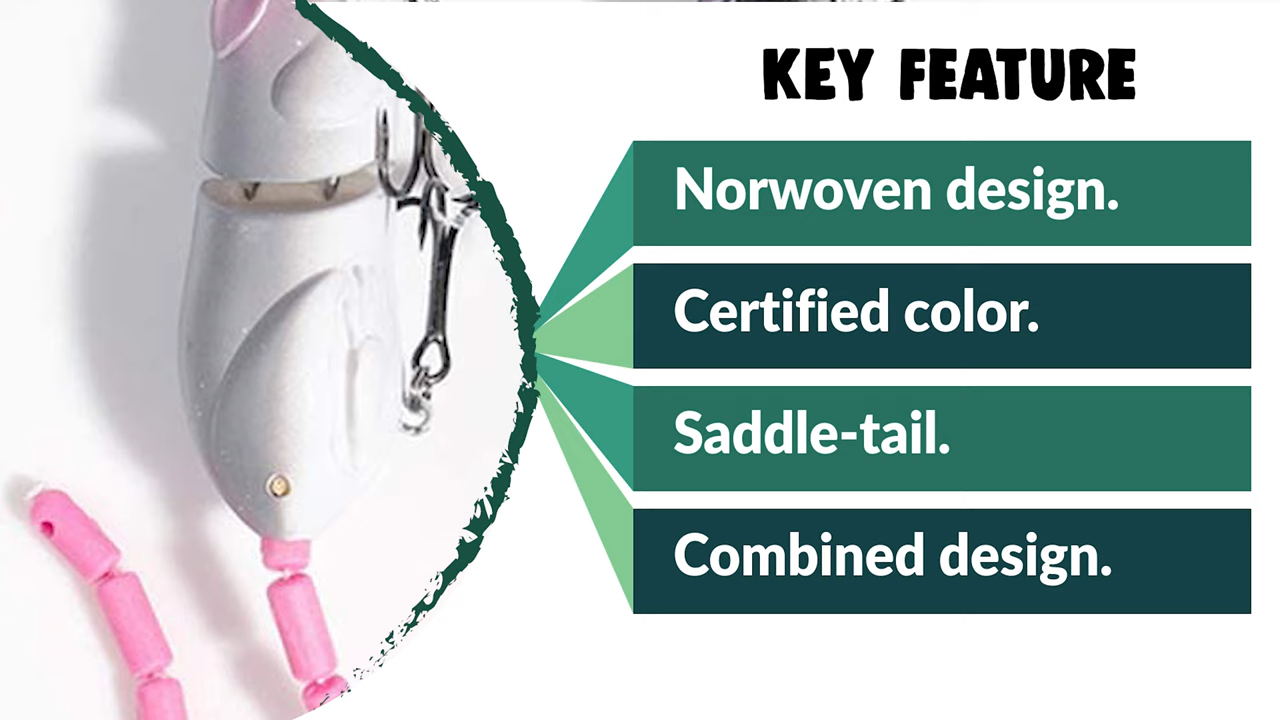 KEY FEATURE
Norwoven design.
Certified color.
Saddle-tail.
Combined design.